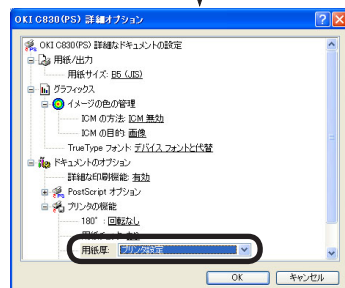 OKI C830(PS) 詳細オプション
OKI C830(PS) 詳細なドキュメントの設定
用紙/出力
用紙サイズ: B5 (JIS)
グラフィックス
イメージの色の管理
ICM の方法: ICM 無効
ICM の目的: 画像
TrueType フォント: デバイス フォントと代替
ドキュメントのオプション
詳細な印刷機能: 有効
PostScript オプション
プリンタの機能
180° : 回転なし
用紙厚: プリンタ設定
OK キャンセル